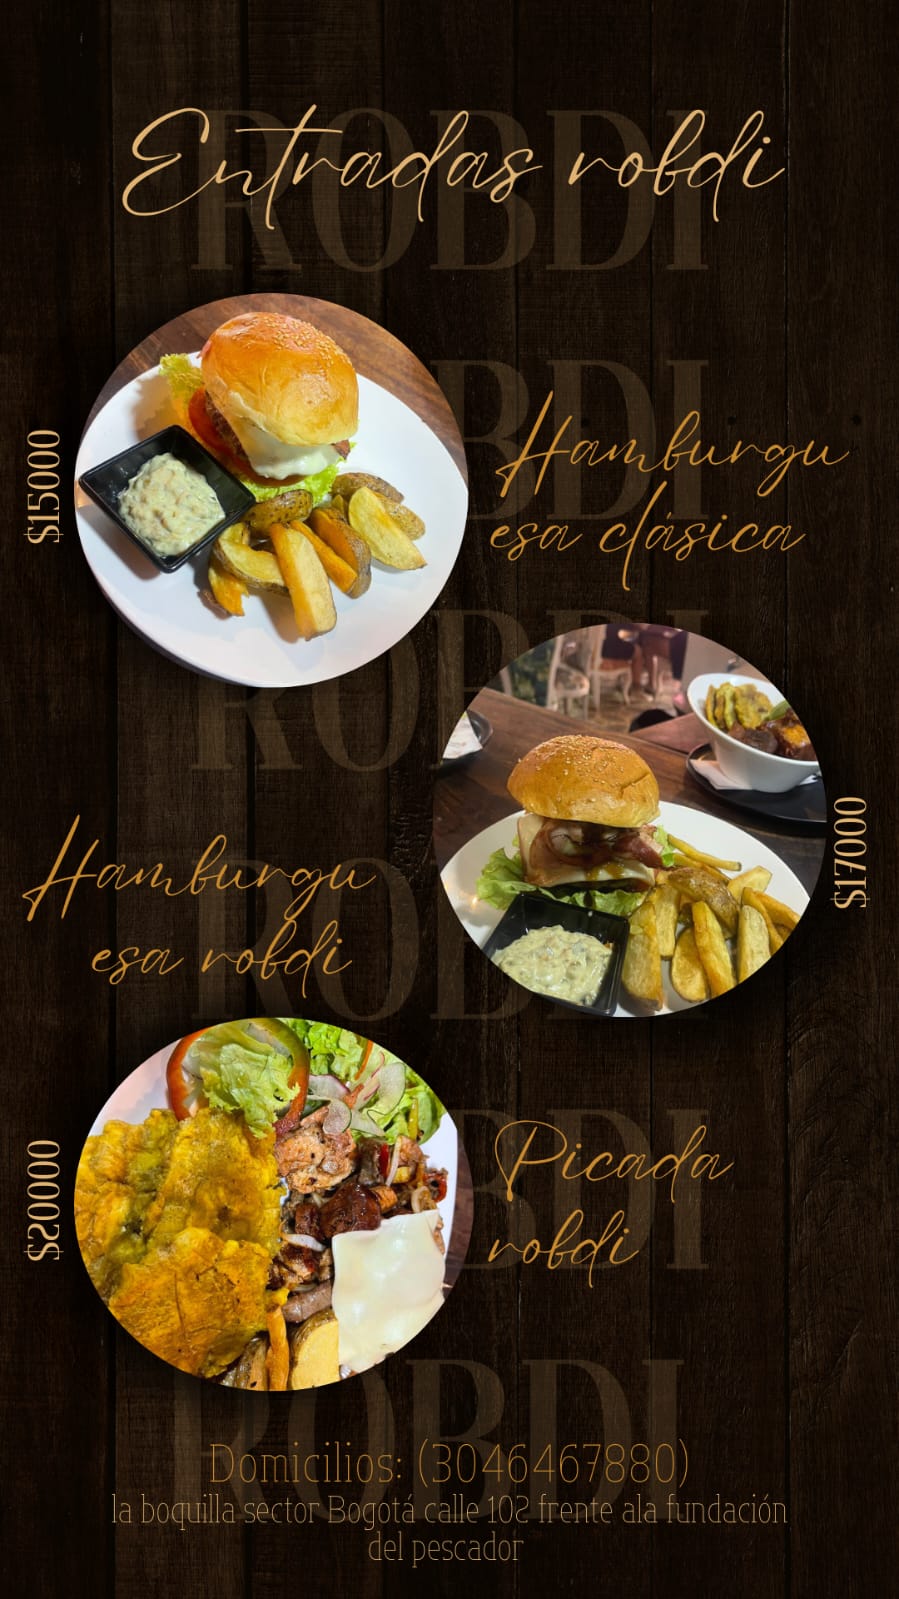 Entradas robdi
ROBDI
$15000
Hamburgu
esa clásica
Hamburgu
esa robdi
$17000
$20000
Picada
robdi
Domicilios: (3046467880)
la boquilla sector Bogotá calle 102 frente ala fundación
del pescador